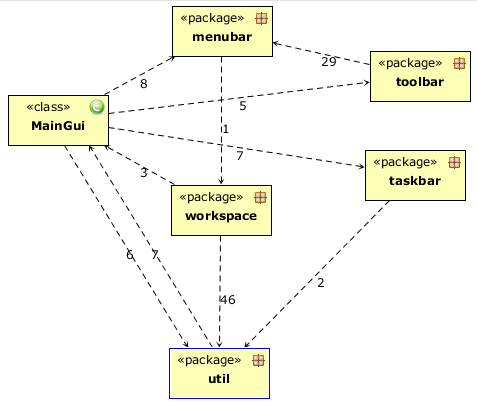 «package»
menubar
29
«package»
toolbar
8
5
«class»
MainGui
1
7
«package»
taskbar
3
«package»
workspace
6
7
2
46
«package»
util